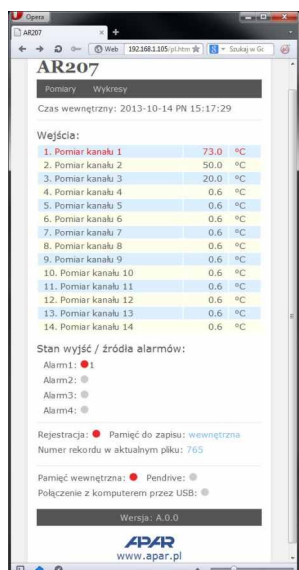 Opera
AR207
Web 192.168.1.105/pl.htm Szukaj w Gc
AR207
Pomiary Wykresy
Czas wewnętrzny: 2013-10-14 PN 15:17:29
Wejścia:
1. Pomiar kanału 1 73.0 °C
2. Pomiar kanału 2 50.0 °C
3. Pomiar kanału 3 20.0 °C
4. Pomiar kanału 4 0.6 °C
5. Pomiar kanału 5 0.6 °C
6. Pomiar kanału 6 0.6 °C
7. Pomiar kanału 7 0.6 °C
8. Pomiar kanału 8 0.6 °C
9. Pomiar kanału 9 0.6 °C
10. Pomiar kanału 10 0.6 °C
11. Pomiar kanału 11 0.6 °C
12. Pomiar kanału 12 0.6 °C
13. Pomiar kanału 13 0.6 °C
14. Pomiar kanału 14 0.6 °C
Stan wyjść / źródła alarmów:
Alarm1: 1
Alarm2:
Alarm3:
Alarm4:
Rejestracja: Pamięć do zapisu: wewnętrzna
Numer rekordu w aktualnym pliku: 765
Pamięć wewnętrzna: Pendrive:
Połączenie z komputerem przez USB:
Wersja: A.0.0
APAR
www.apar.pl